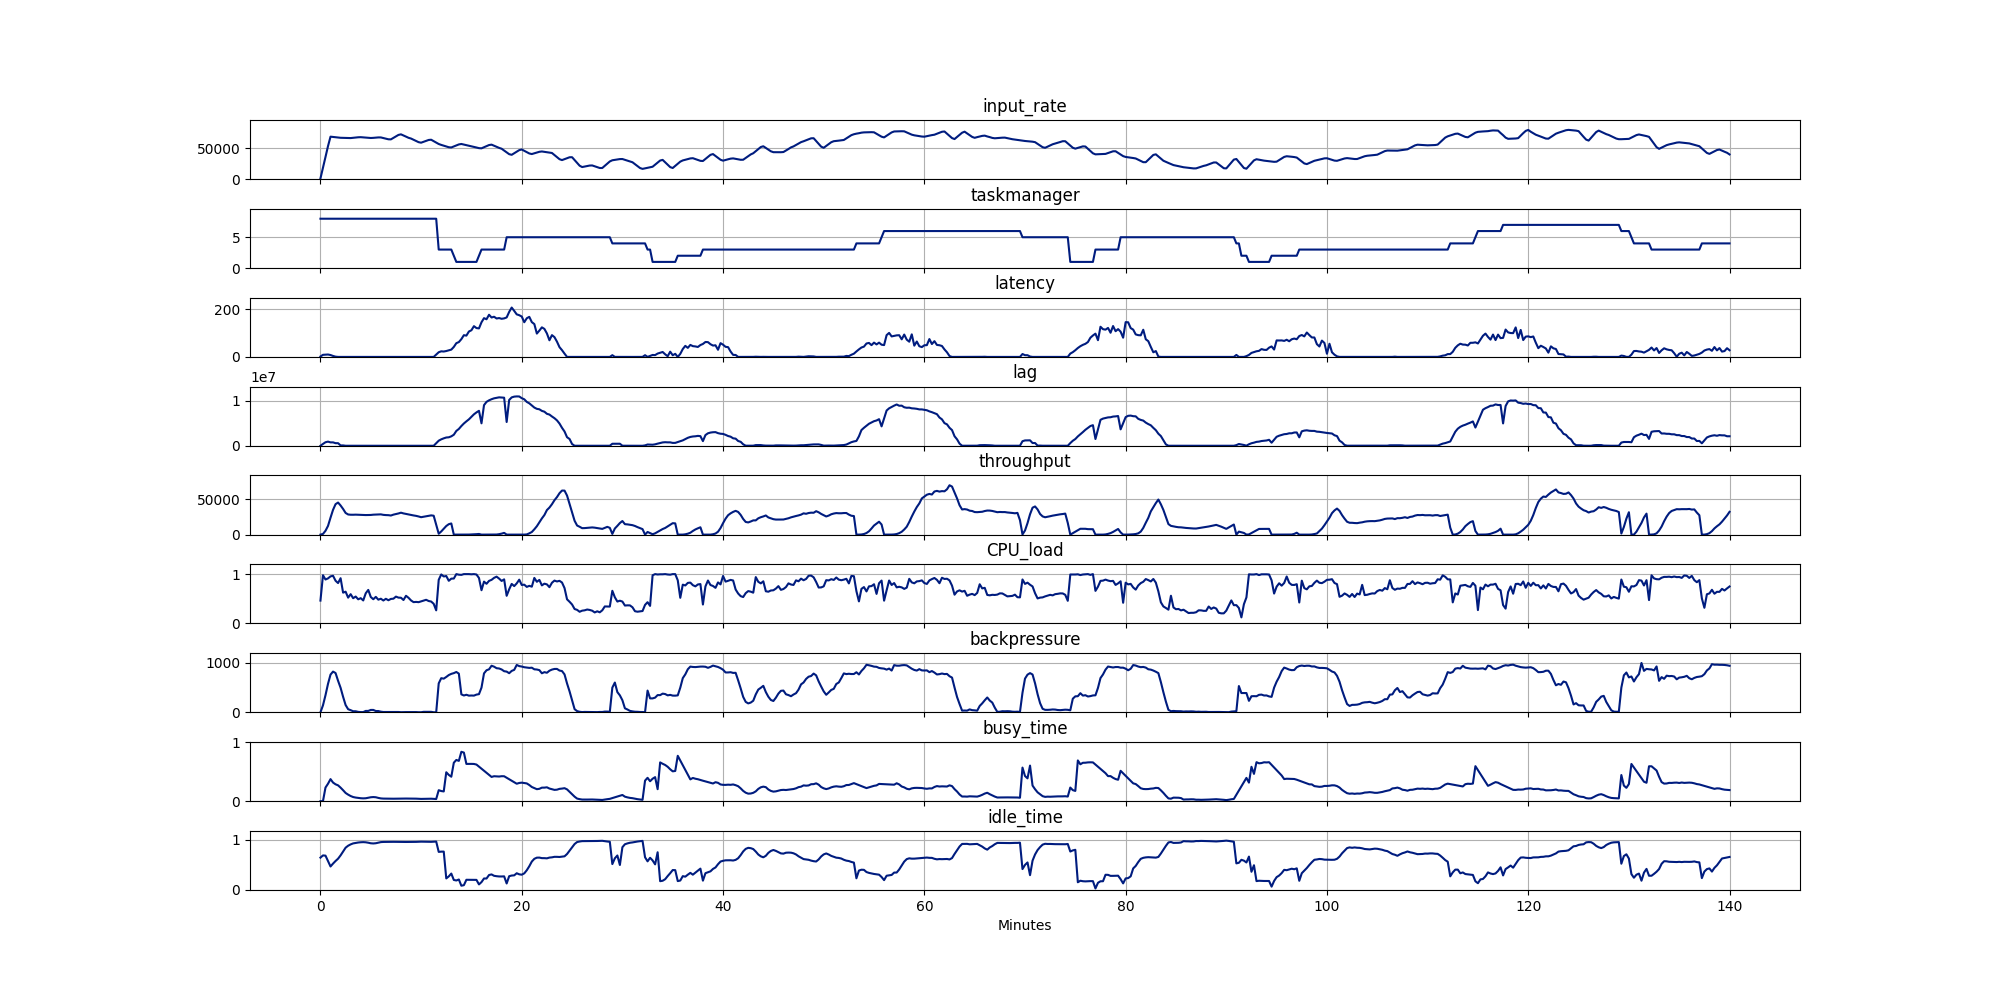 input_rate
50000
0
taskmanager
5
0
latency
200
0
1e7
lag
1
0
throughput
50000
0
CPU_load
1
0
backpressure
1000
0
busy_time
1
0
idle_time
1
0
0 20 40 60 80 100 120 140
Minutes